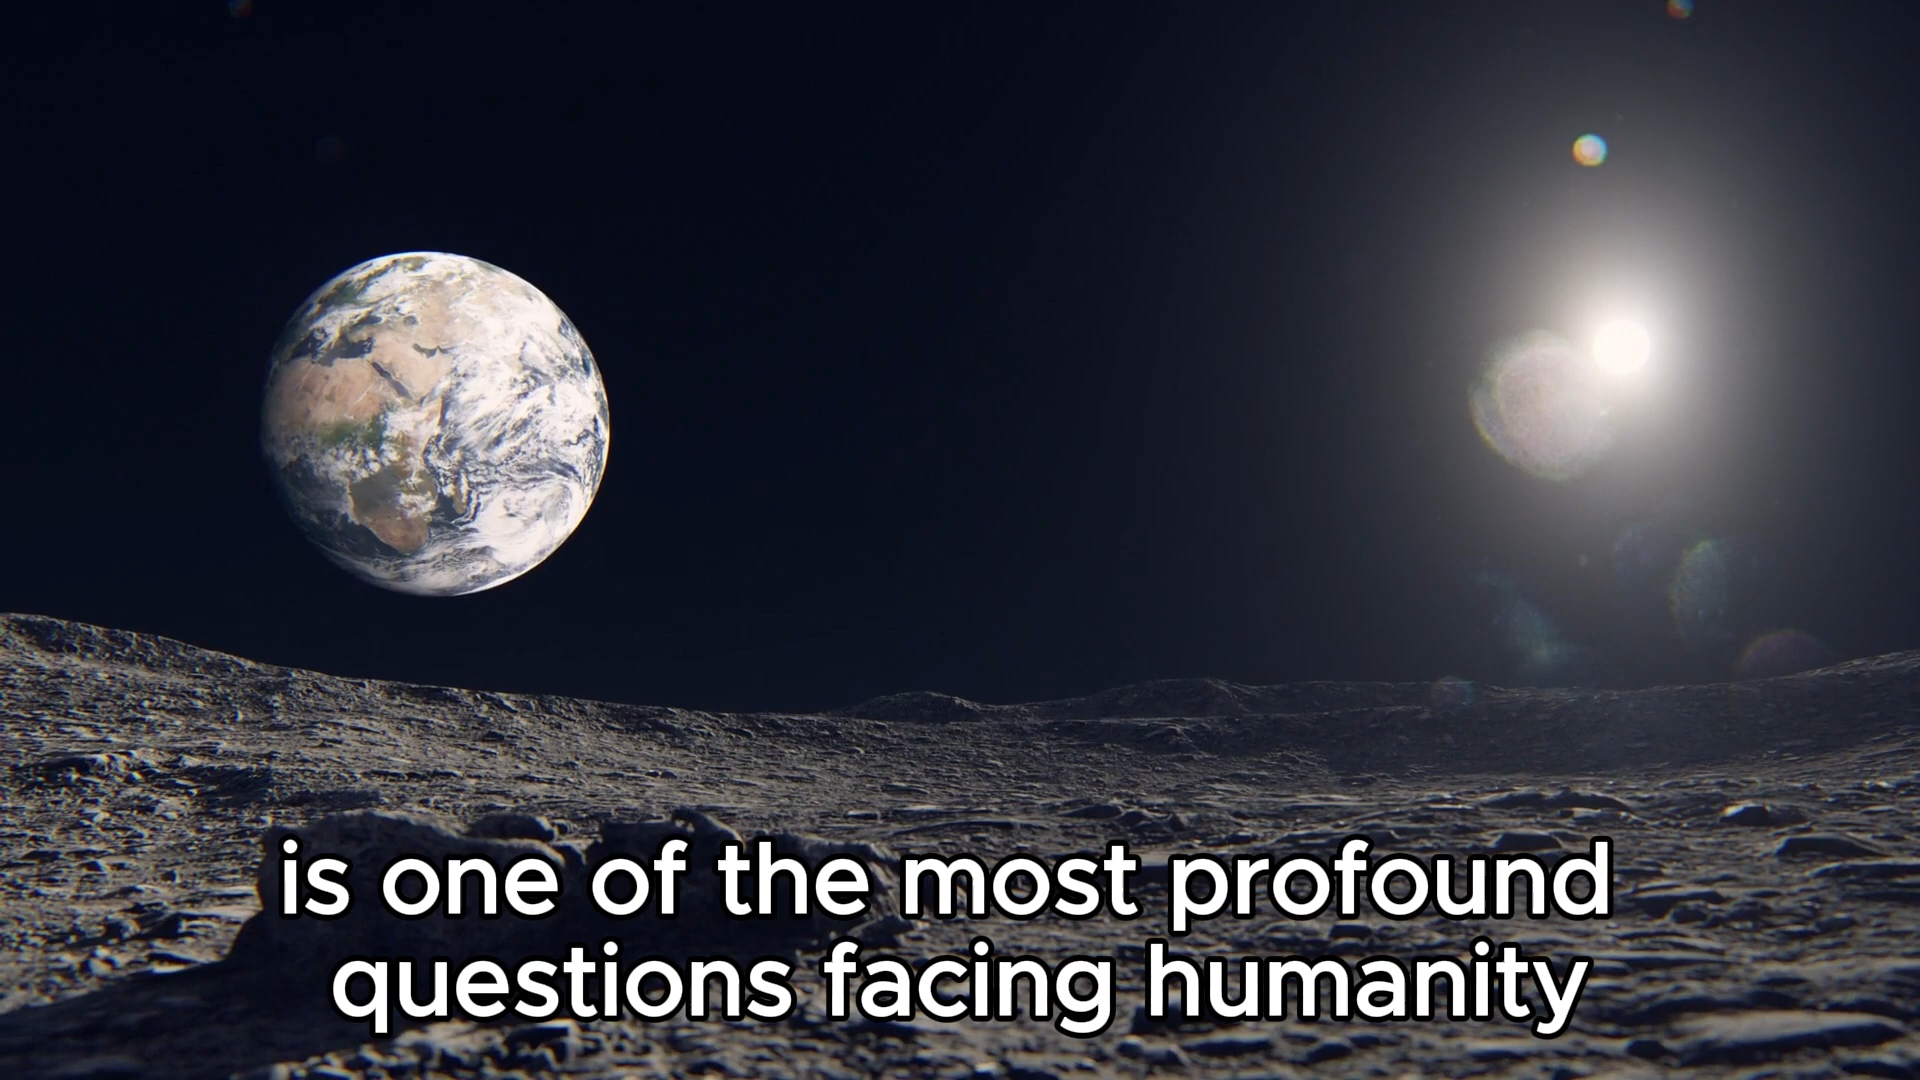 is one of the most profound
questions facing humanity